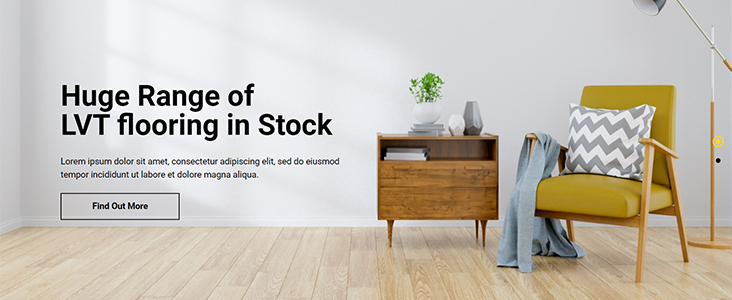 Huge Range of
LVT flooring in Stock
Lorem ipsum dolor sit amet, consectetur adipiscing elit, sed do eiusmod
tempor incididunt ut labore et dolore magna aliqua.
Find Out More